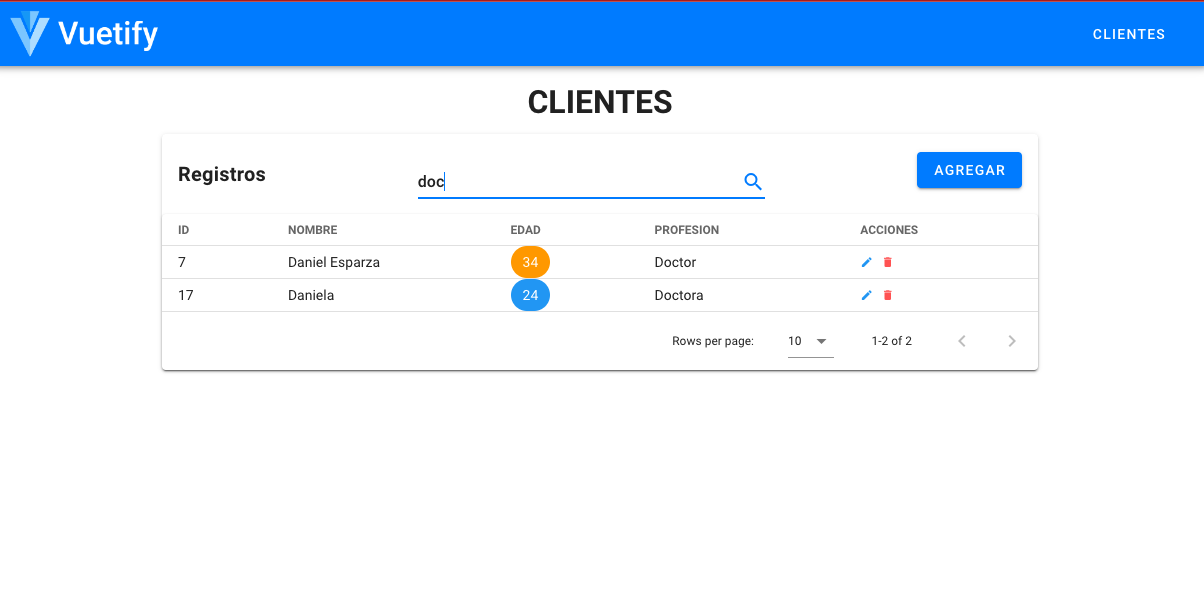 Vuetify
CLIENTES
CLIENTES
Registros
doc
AGREGAR
ID NOMBRE EDAD PROFESION ACCIONES
7 Daniel Esparza 34 Doctor
17 Daniela 24 Doctora
Rows per page: 10 1-2 of 2